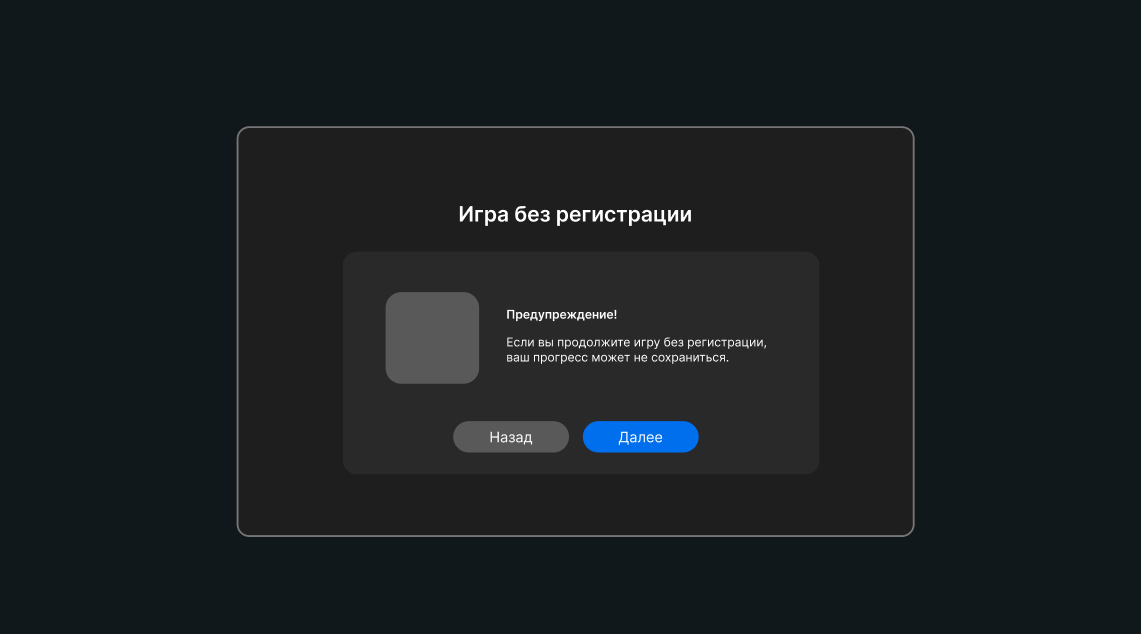 Игра без регистрации
Предупреждение!
Если вы продолжите игру без регистрации,
ваш прогресс может не сохраниться.
Назад
Далее